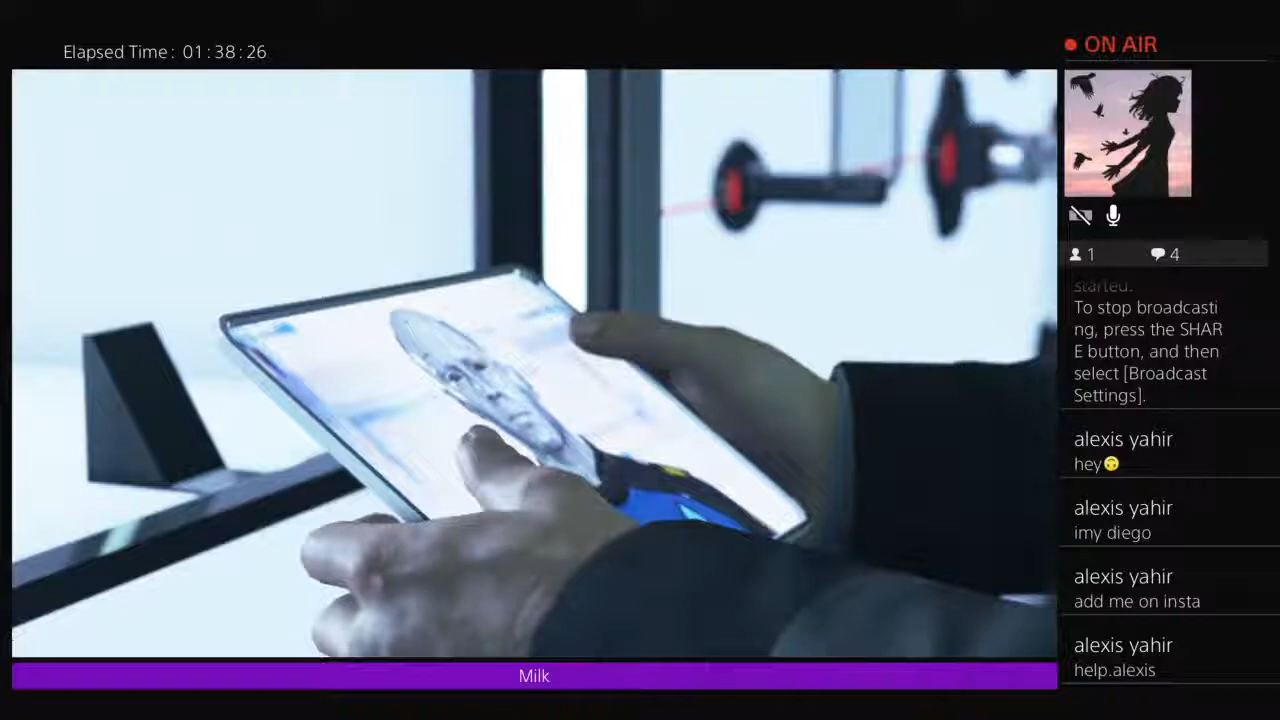 Elapsed Time: 01:38:26
ON AIR
1 4
started.
To stop broadcasti
ng, press the SHAR
E button, and then
select [Broadcast
Settings].
alexis yahir
hey🙃
alexis yahir
imy diego
alexis yahir
add me on insta
alexis yahir
help.alexis
Milk